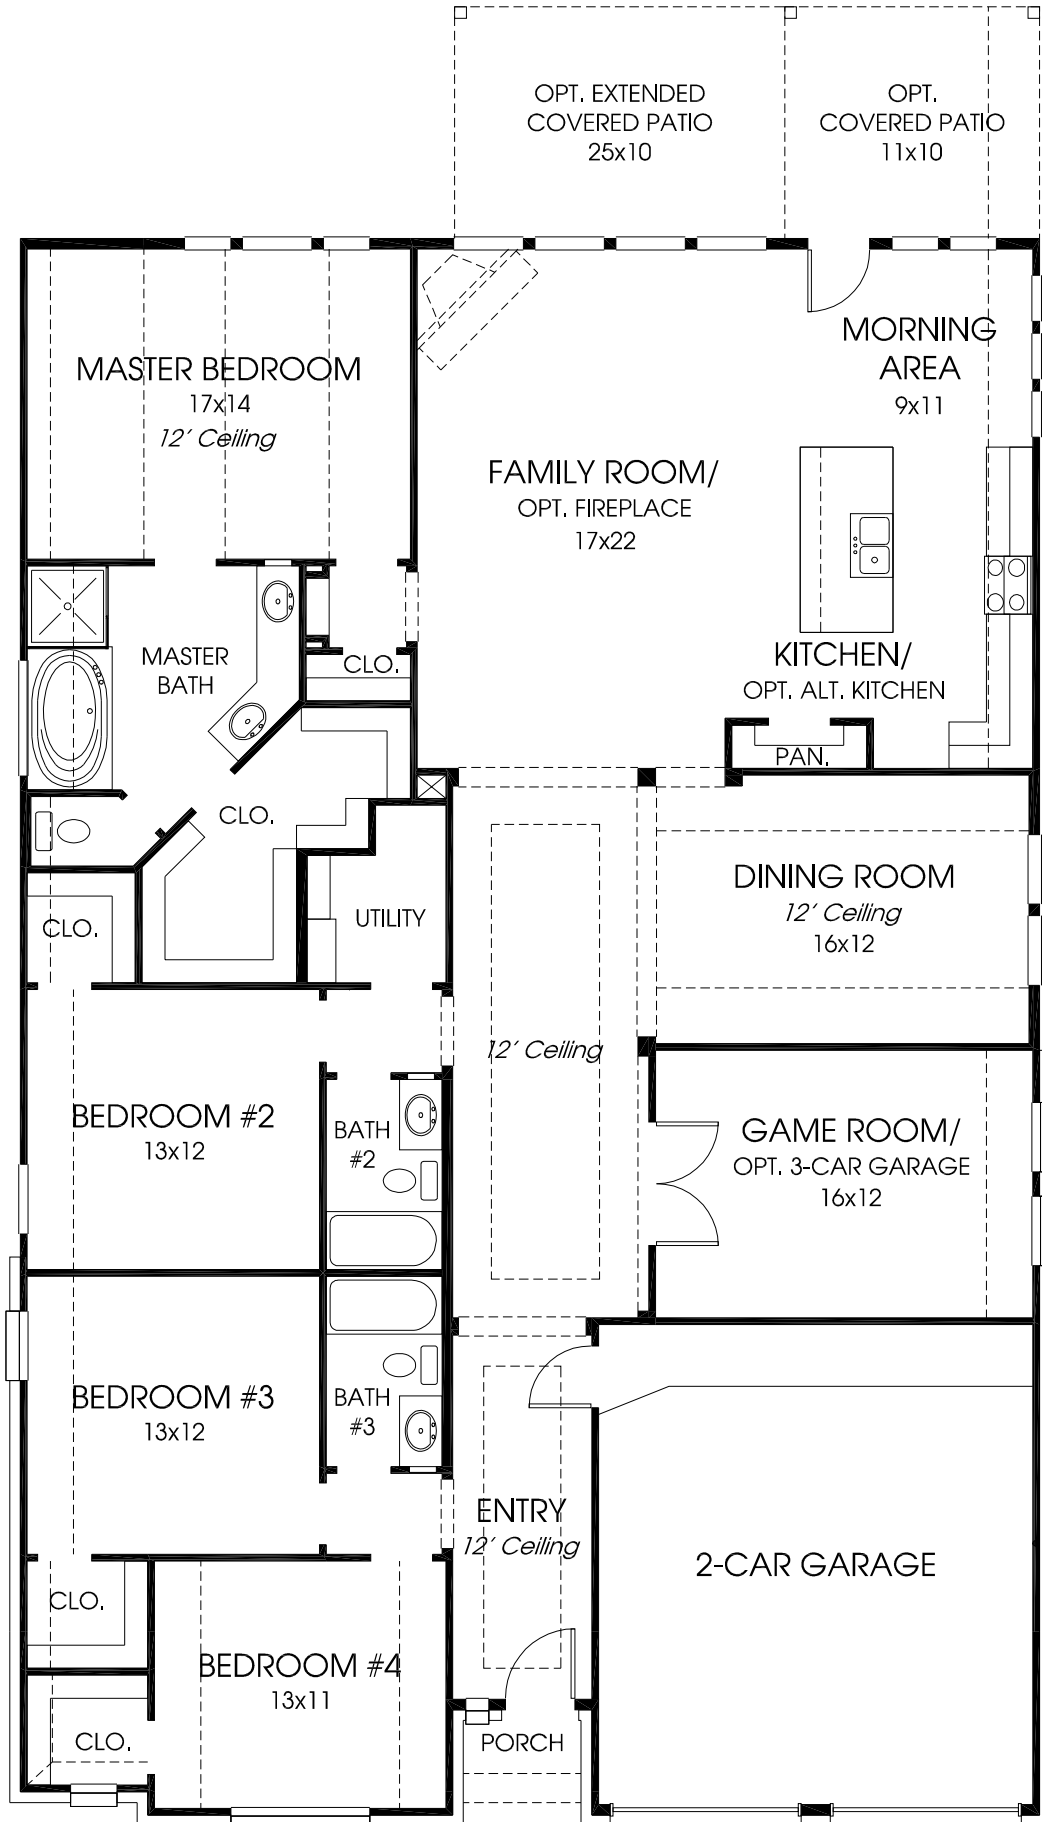 OPT. EXTENDED
COVERED PATIO
25x10
OPT.
COVERED PATIO
11x10
MASTER BEDROOM
17x14
12' Ceiling
MORNING
AREA
9x11
FAMILY ROOM/
OPT. FIREPLACE
17x22
MASTER
BATH
CLO.
KITCHEN/
OPT. ALT. KITCHEN
PAN.
CLO.
DINING ROOM
12' Ceiling
16x12
CLO.
UTILITY
12' Ceiling
BEDROOM #2
13x12
BATH
#2
GAME ROOM/
OPT. 3-CAR GARAGE
16x12
BEDROOM #3
13x12
BATH
#3
ENTRY
12' Ceiling
2-CAR GARAGE
CLO.
BEDROOM #4
13x11
CLO.
PORCH